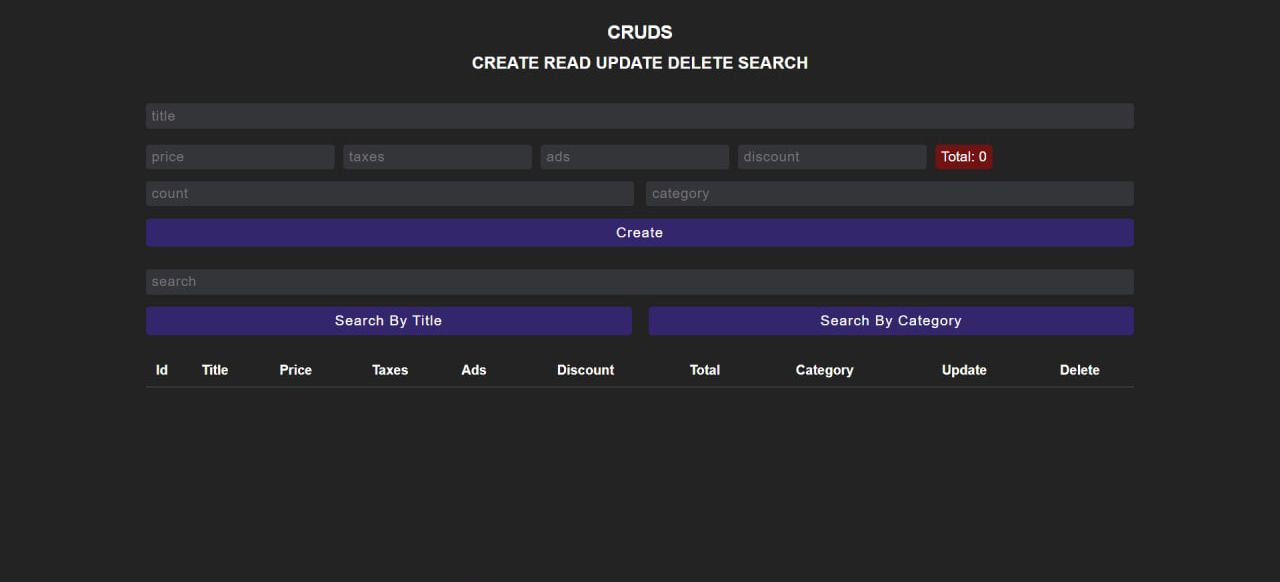 CRUDS
CREATE READ UPDATE DELETE SEARCH
title
price taxes ads discount Total: 0
count category
Create
search
Search By Title Search By Category
Id Title Price Taxes Ads Discount Total Category Update Delete